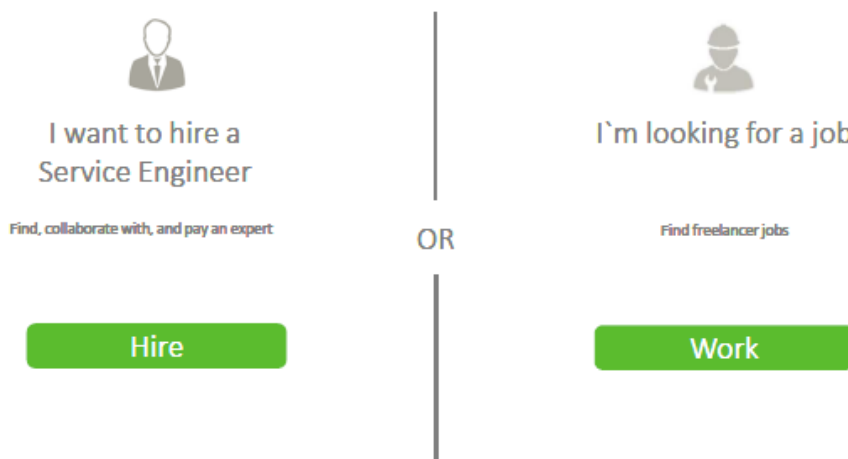 I want to hire a
Service Engineer
Find, collaborate with, and pay an expert
Hire
OR
I`m looking for a job
Find freelancer jobs
Work